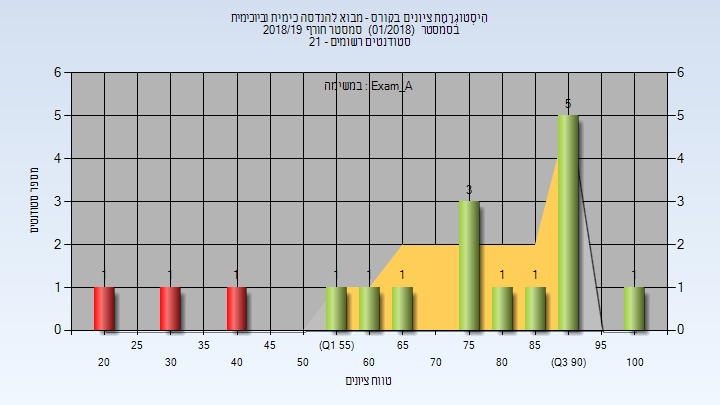 היסטוגרמת ציונים בקורס - מבוא להנדסה כימית וביוכימית
בסמסטר (01/2018) סמסטר חורף 2018/19
סטודנטים רשומים - 21
במשימה : Exam_A
מספר סטודנטים
6 6
5 5
4 4
3 3
2 2
1 1
0 0
1 1 1 1 1 1 3 1 1 5 1
25 35 45 (Q1 55) 65 75 85 95
20 30 40 50 60 70 80 (Q3 90) 100
טווח ציונים